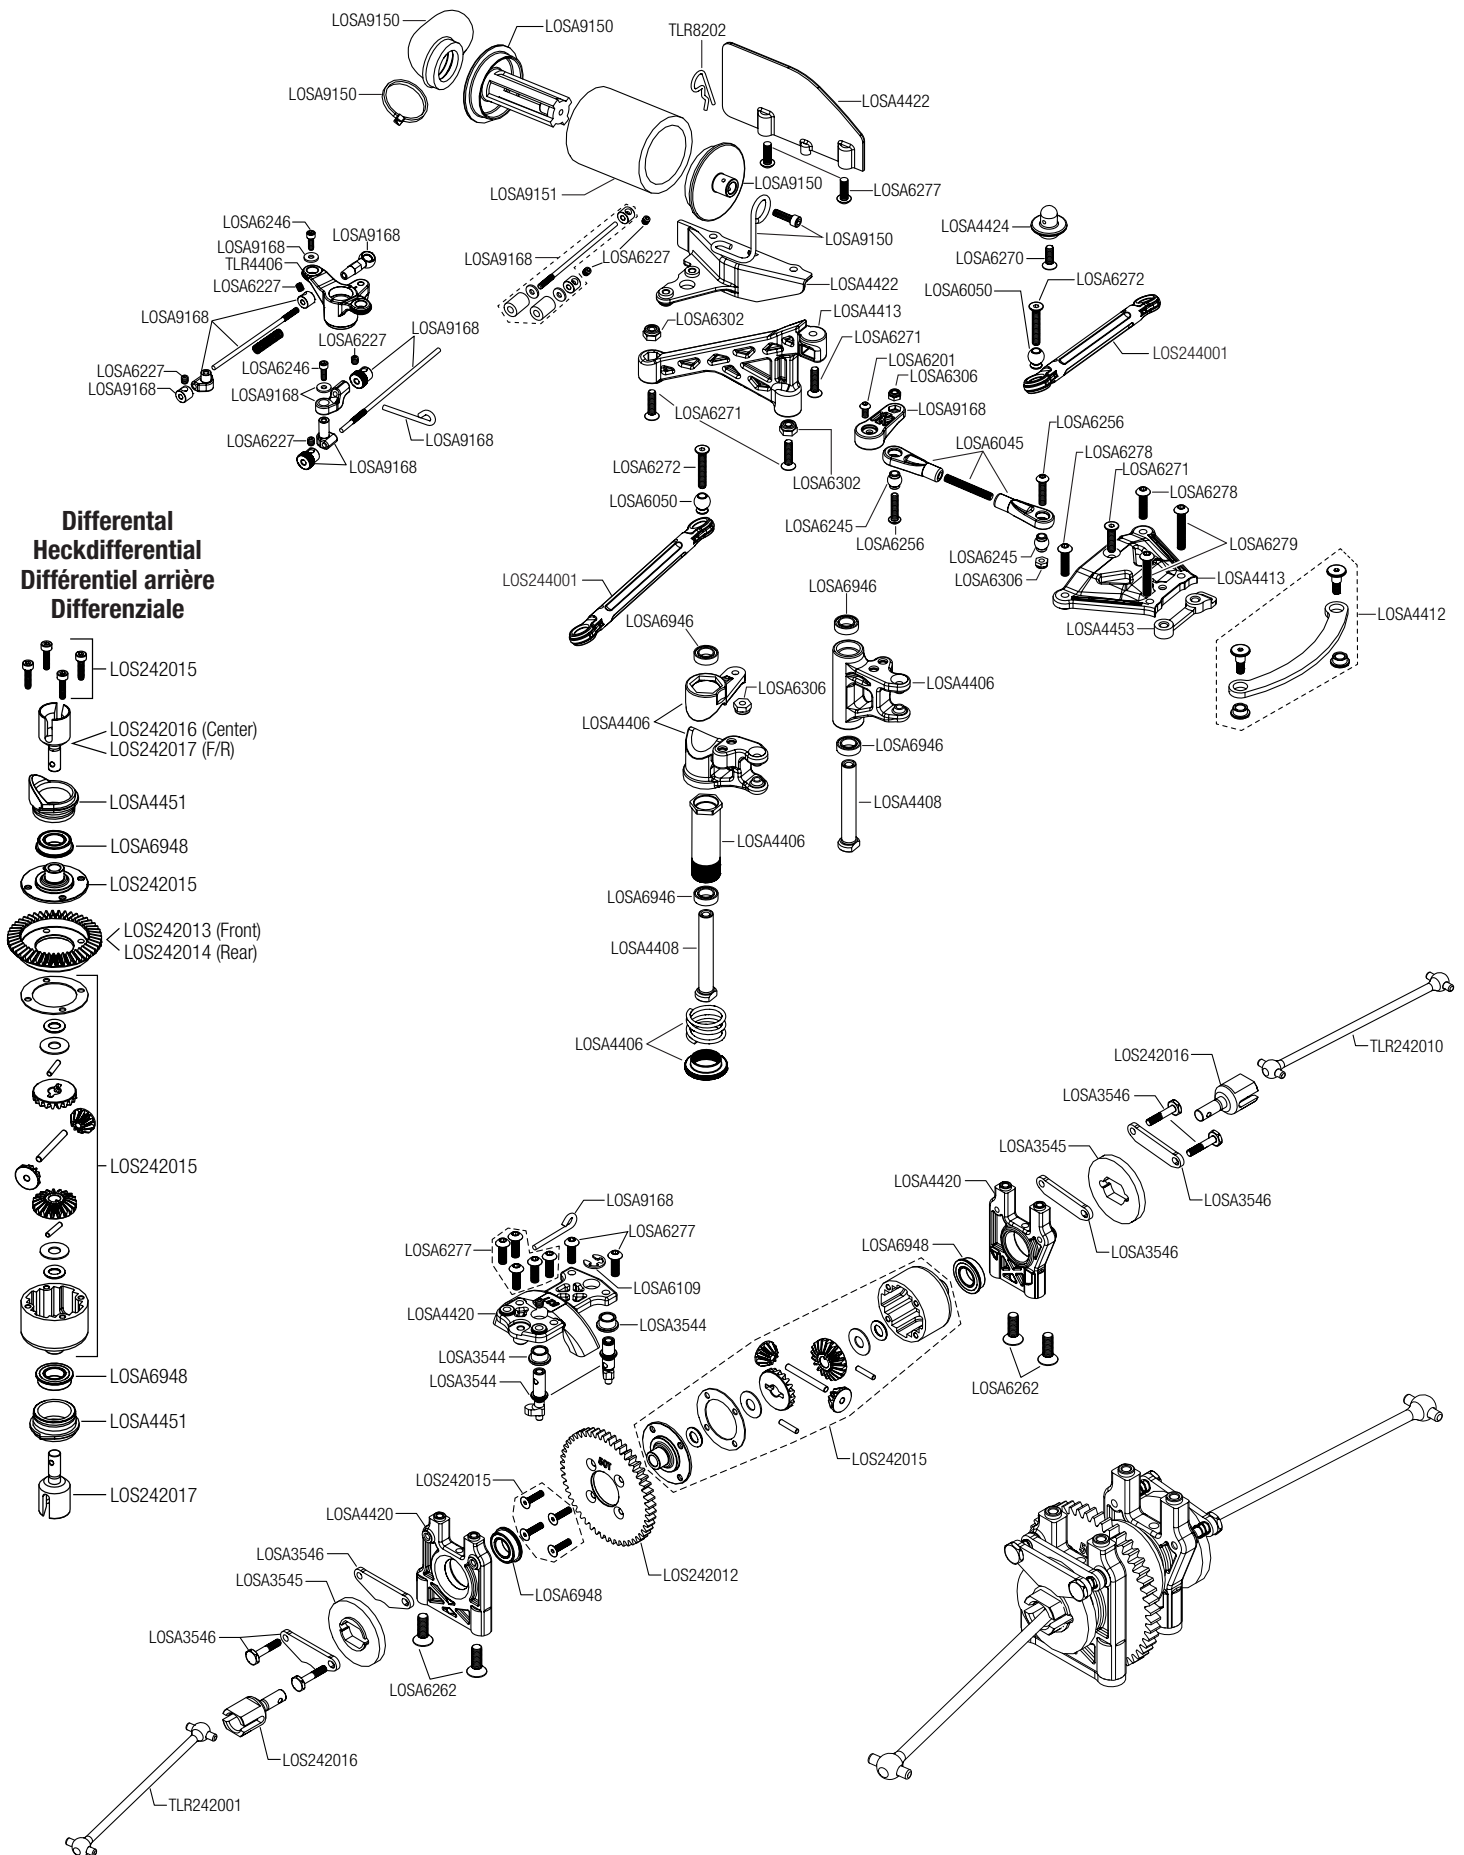 LOSA9150
LOSA9150
TLR8202
LOSA9150
LOSA4422
LOSA9151
LOSA9150
LOSA6277
LOSA6246
LOSA9168
LOSA9168
TLR4406
LOSA6227
LOSA9168
LOSA6227
LOSA9168
LOSA6227
LOSA9168
LOSA6246
LOSA9168
LOSA6227
LOSA9168
LOSA9168
LOSA9168
LOSA6227
LOSA9150
LOSA4422
LOSA4424
LOSA6270
LOSA6050
LOSA6272
LOS244001
LOSA6302
LOSA4413
LOSA6271
LOSA6201
LOSA6306
LOSA9168
LOSA6271
LOSA6302
LOSA6045
LOSA6256
LOSA6278
LOSA6271
LOSA6278
LOSA6279
LOSA4413
LOSA6245
LOSA6256
LOSA6245
LOSA6306
LOSA4453
LOSA4412
LOSA6272
LOSA6050
LOS244001
LOSA6946
LOSA6946
LOSA6306
LOSA4406
LOSA4406
LOSA6946
LOSA4408
LOSA4406
LOSA6946
LOSA4408
LOSA4406
Differental
Heckdifferential
Différentiel arrière
Differenziale
LOS242015
LOS242016 (Center)
LOS242017 (F/R)
LOSA4451
LOSA6948
LOS242015
LOS242013 (Front)
LOS242014 (Rear)
LOS242015
LOSA6948
LOSA4451
LOS242017
TLR242010
LOS242016
LOSA3546
LOSA3545
LOSA4420
LOSA3546
LOSA3546
LOSA6948
LOSA6262
LOSA9168
LOSA6277
LOSA6277
LOSA6109
LOSA4420
LOSA3544
LOSA3544
LOSA3544
50T
LOS242015
LOS242015
LOSA4420
LOS242012
LOSA6948
LOSA3546
LOSA3545
LOSA3546
LOSA6262
LOS242016
TLR242001